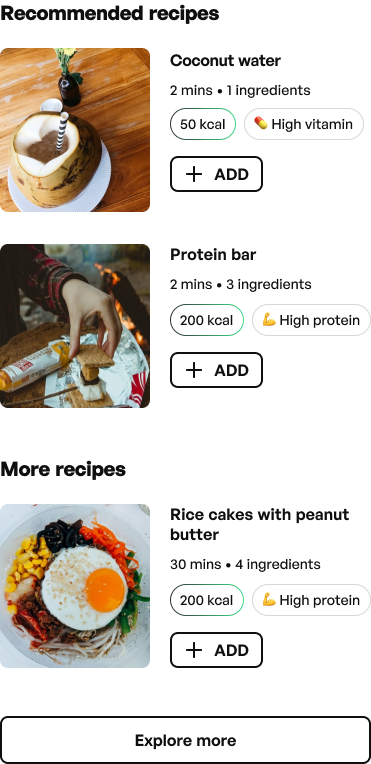 Recommended recipes
Coconut water
2 mins • 1 ingredients
50 kcal 💊 High vitamin
+ ADD
Protein bar
2 mins • 3 ingredients
200 kcal 💪 High protein
+ ADD
More recipes
Rice cakes with peanut
butter
30 mins • 4 ingredients
200 kcal 💪 High protein
+ ADD
Explore more